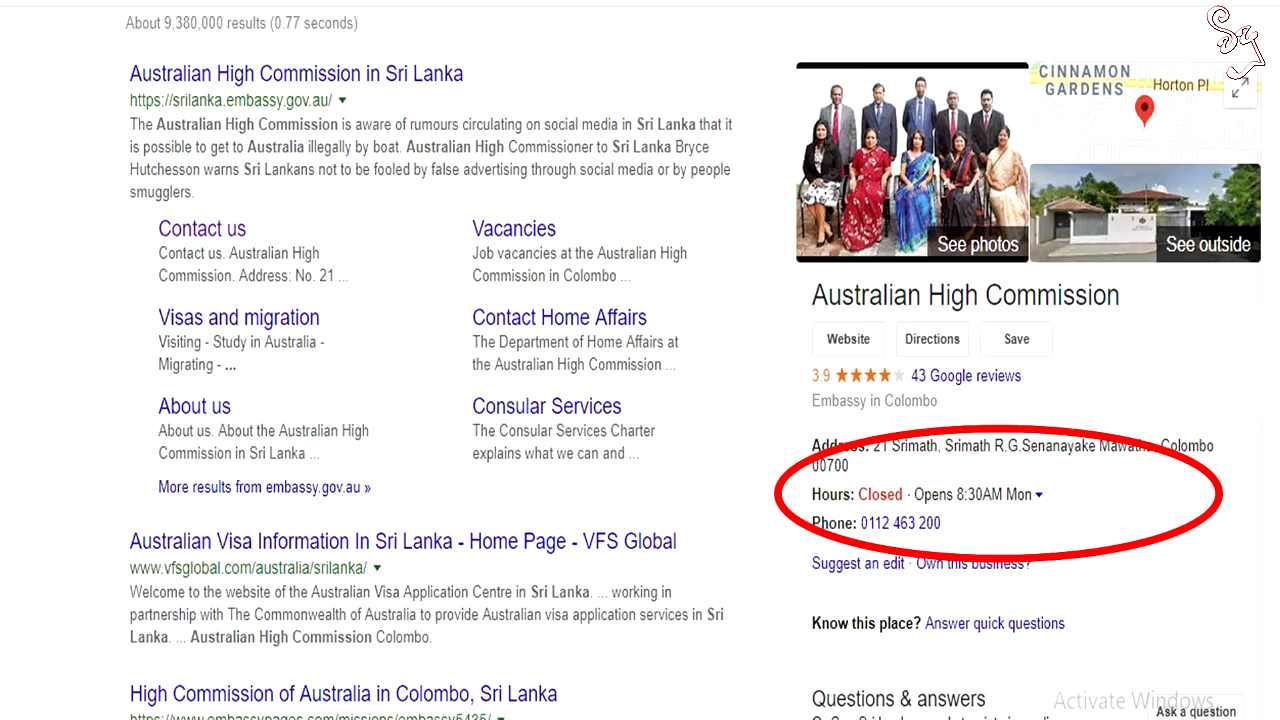 About 9,380,000 results (0.77 seconds)
Australian High Commission in Sri Lanka
https://srilanka.embassy.gov.au/
The Australian High Commission is aware of rumours circulating on social media in Sri Lanka that it
is possible to get to Australia illegally by boat. Australian High Commissioner to Sri Lanka Bryce
Hutchesson warns Sri Lankans not to be fooled by false advertising through social media or by people
smugglers.
Contact us
Contact us. Australian High
Commission. Address: No. 21 ...
Vacancies
Job vacancies at the Australian High
Commission in Colombo ...
Visas and migration
Visiting - Study in Australia -
Migrating - ...
Contact Home Affairs
The Department of Home Affairs at
the Australian High Commission ...
About us
About us. About the Australian High
Commission in Sri Lanka ...
Consular Services
The Consular Services Charter
explains what we can and ...
More results from embassy.gov.au »
Australian Visa Information In Sri Lanka - Home Page - VFS Global
www.vfsglobal.com/australia/srilanka/
Welcome to the website of the Australian Visa Application Centre in Sri Lanka. ... working in
partnership with The Commonwealth of Australia to provide Australian visa application services in Sri
Lanka. ... Australian High Commission Colombo.
High Commission of Australia in Colombo, Sri Lanka
https://www.embassypages.com/missions/embassy5435/
CINNAMON
GARDENS
Horton Pl
See photos
See outside
Australian High Commission
Website Directions Save
3.9 43 Google reviews
Embassy in Colombo
Address: 21 Srimath, Srimath R.G.Senanayake Mawatha, Colombo
00700
Hours: Closed · Opens 8:30AM Mon
Phone: 0112 463 200
Suggest an edit · Own this business?
Know this place? Answer quick questions
Questions & answers
Activate Windows
Ask a question